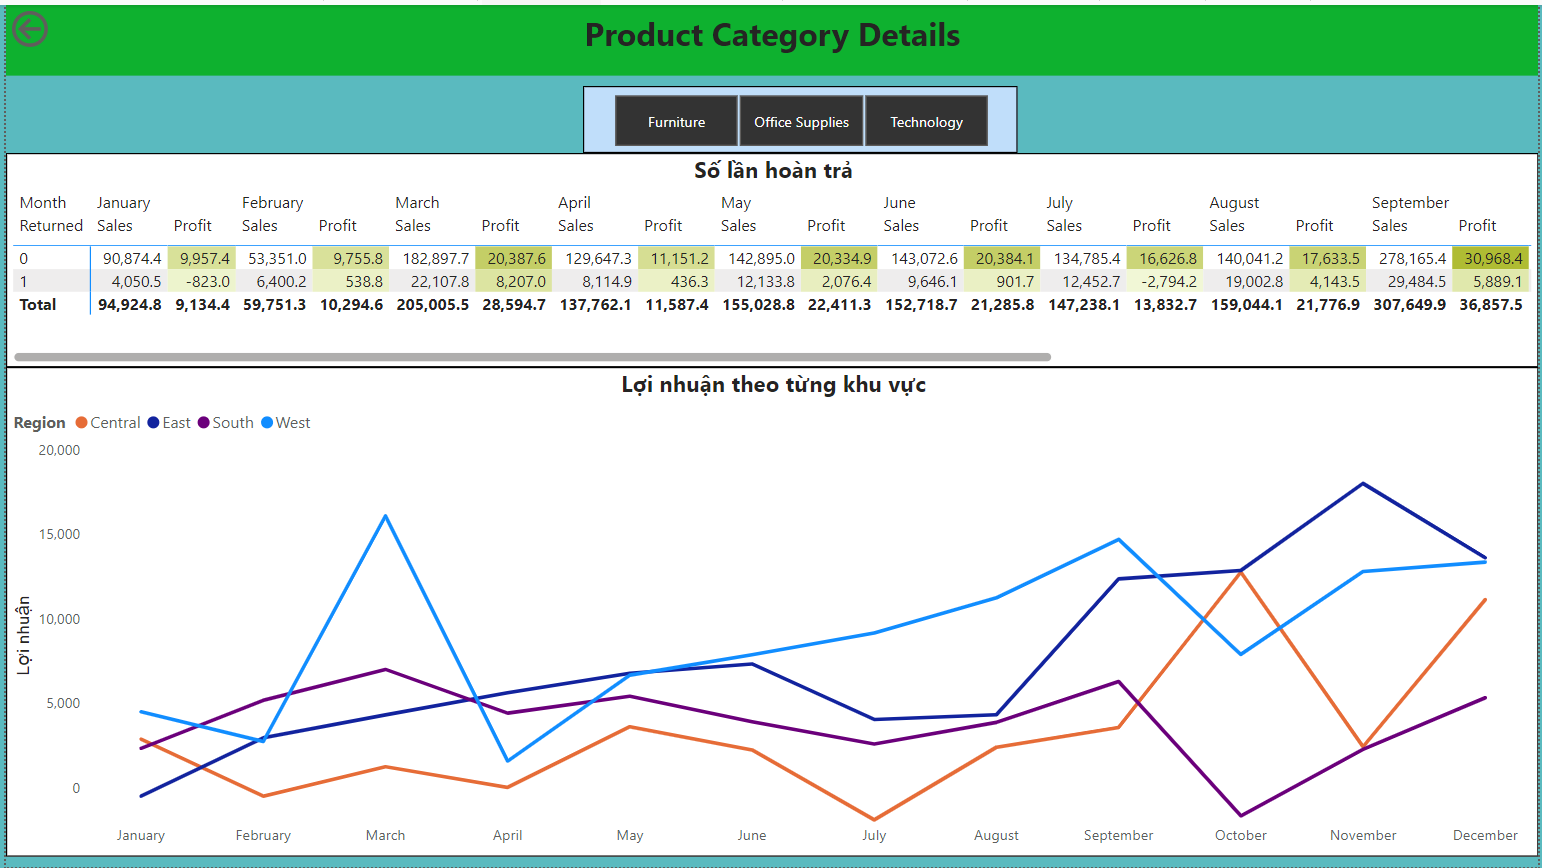 Product Category Details
Furniture Office Supplies Technology
Số lần hoàn trả
Month January February March April May June July August September
Returned Sales Profit Sales Profit Sales Profit Sales Profit Sales Profit Sales Profit Sales Profit Sales Profit Sales Profit
0 90,874.4 9,957.4 53,351.0 9,755.8 182,897.7 20,387.6 129,647.3 11,151.2 142,895.0 20,334.9 143,072.6 20,384.1 134,785.4 16,626.8 140,041.2 17,633.5 278,165.4 30,968.4
1 4,050.5 -823.0 6,400.2 538.8 22,107.8 8,207.0 8,114.9 436.3 12,133.8 2,076.4 9,646.1 901.7 12,452.7 -2,794.2 19,002.8 4,143.5 29,484.5 5,889.1
Total 94,924.8 9,134.4 59,751.3 10,294.6 205,005.5 28,594.7 137,762.1 11,587.4 155,028.8 22,411.3 152,718.7 21,285.8 147,238.1 13,832.7 159,044.1 21,776.9 307,649.9 36,857.5
Lợi nhuận theo từng khu vực
Region Central East South West
20,000
15,000
10,000
5,000
0
Lợi nhuận
January February March April May June July August September October November December